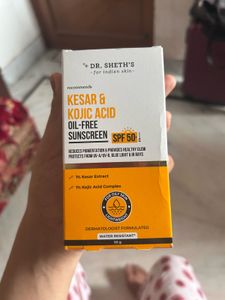 DR. SHETH'S
for indian skin
recommends
KESAR &
KOJIC ACID
OIL-FREE
SUNSCREEN
SPF 50+
REDUCES PIGMENTATION & PROVIDES HEALTHY GLOW
PROTECTS FROM UV-A/UV-B, BLUE LIGHT & IR RAYS
1% Kesar Extract
1% Kojic Acid Complex
DERMATOLOGIST FORMULATED
WATER RESISTANT*
50 g